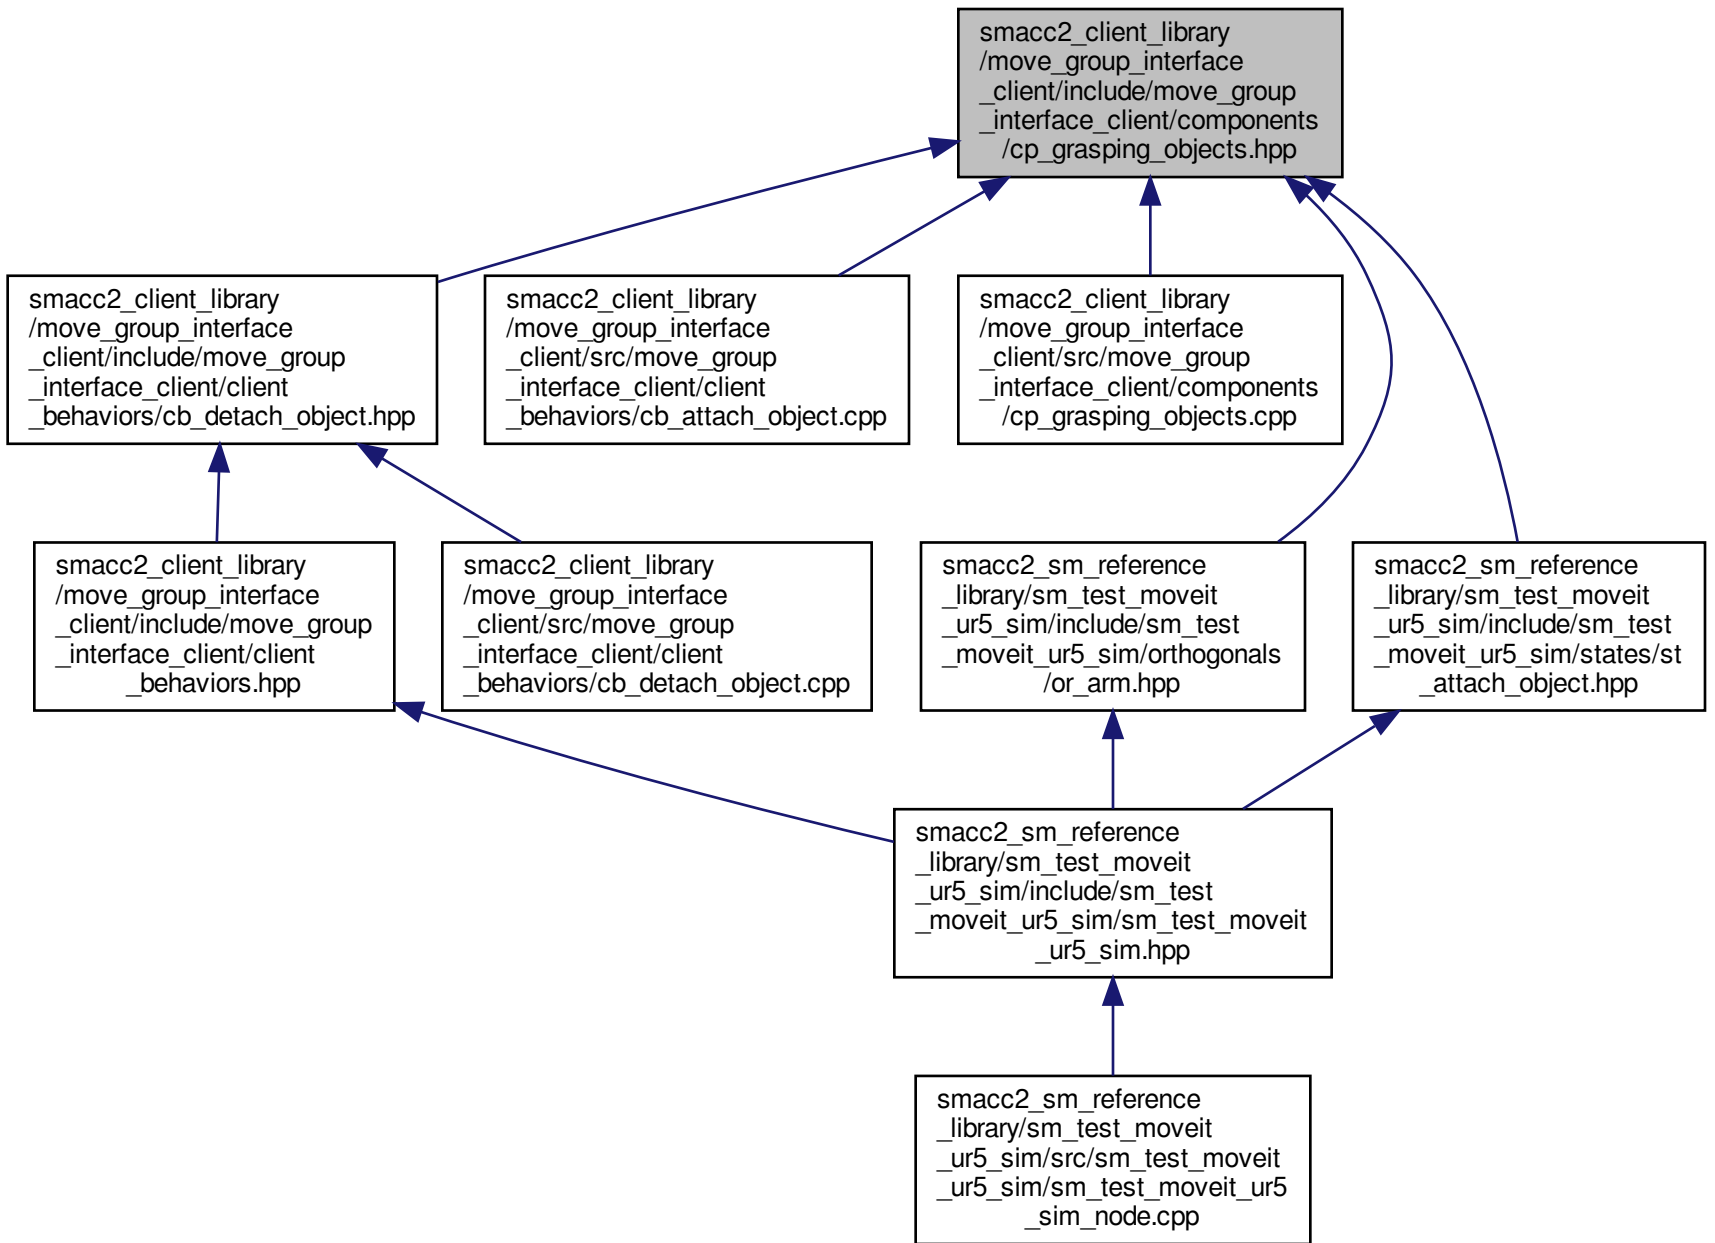 smacc2_client_library
/move_group_interface
_client/include/move_group
_interface_client/components
/cp_grasping_objects.hpp
smacc2_client_library
/move_group_interface
_client/include/move_group
_interface_client/client
_behaviors/cb_detach_object.hpp
smacc2_client_library
/move_group_interface
_client/src/move_group
_interface_client/client
_behaviors/cb_attach_object.cpp
smacc2_client_library
/move_group_interface
_client/src/move_group
_interface_client/components
/cp_grasping_objects.cpp
smacc2_client_library
/move_group_interface
_client/include/move_group
_interface_client/client
_behaviors.hpp
smacc2_client_library
/move_group_interface
_client/src/move_group
_interface_client/client
_behaviors/cb_detach_object.cpp
smacc2_sm_reference
_library/sm_test_moveit
_ur5_sim/include/sm_test
_moveit_ur5_sim/orthogonals
/or_arm.hpp
smacc2_sm_reference
_library/sm_test_moveit
_ur5_sim/include/sm_test
_moveit_ur5_sim/states/st
_attach_object.hpp
smacc2_sm_reference
_library/sm_test_moveit
_ur5_sim/include/sm_test
_moveit_ur5_sim/sm_test_moveit
_ur5_sim.hpp
smacc2_sm_reference
_library/sm_test_moveit
_ur5_sim/src/sm_test_moveit
_ur5_sim/sm_test_moveit_ur5
_sim_node.cpp